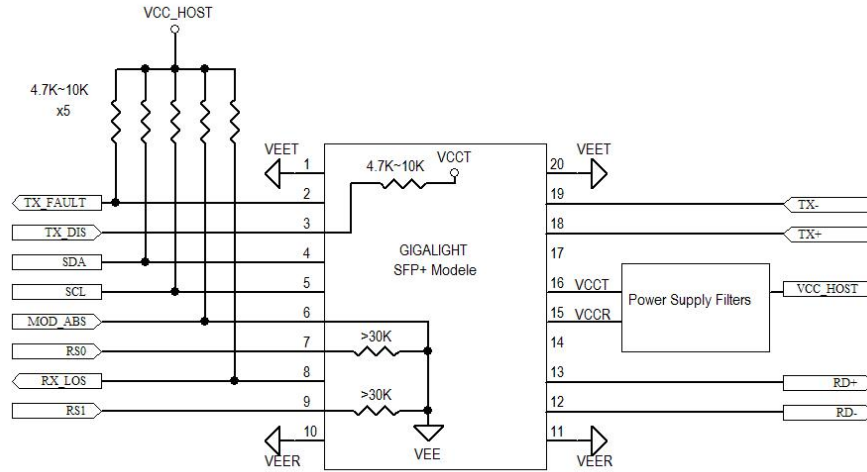 VCC_HOST
4.7K~10K
x5
VEET
1
4.7K~10K
VCCT
20
VEET
TX_FAULT
2
19
TX-
TX_DIS
3
18
TX+
SDA
4
GIGALIGHT
SFP+ Modele
17
SCL
5
16
VCCT
Power Supply Filters
VCC_HOST
MOD_ABS
6
15
VCCR
RS0
7
>30K
14
RX_LOS
8
13
RD+
RS1
9
>30K
12
RD-
10
VEER
VEE
11
VEER